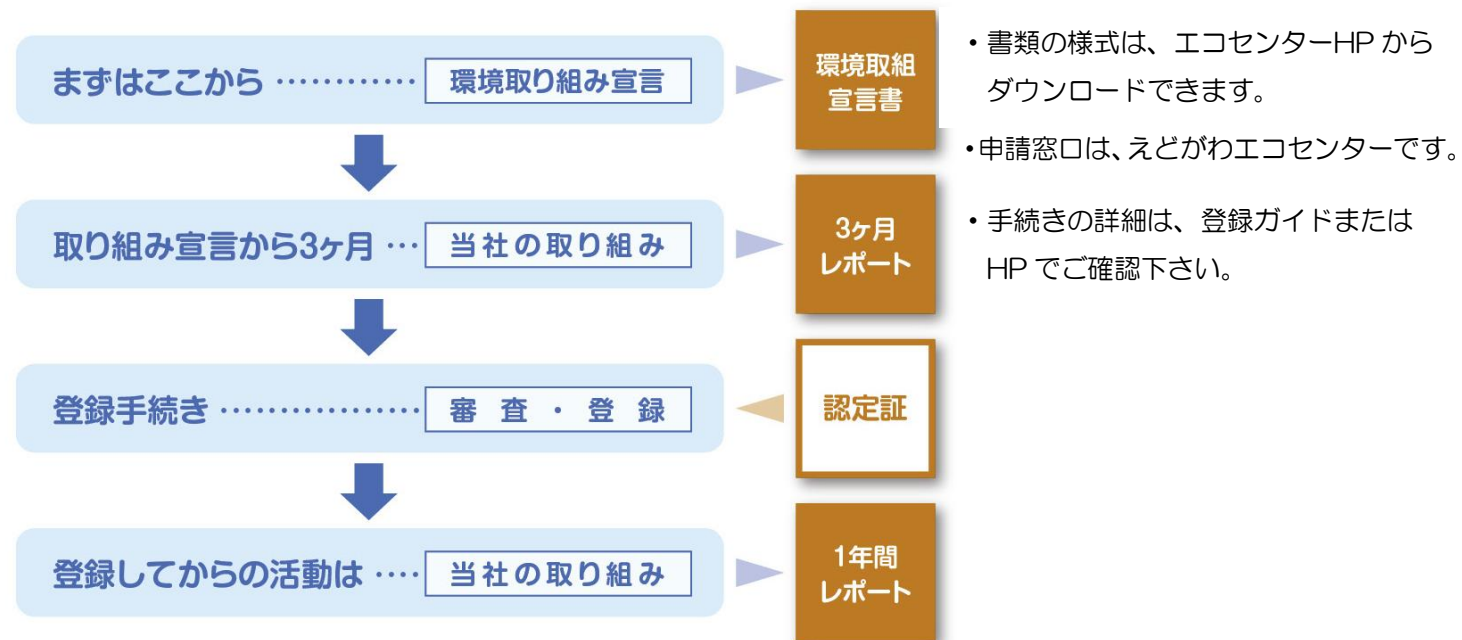 まずはここから ………… 環境取り組み宣言
環境取組
宣言書
取り組み宣言から3ヶ月 … 当社の取り組み
3ヶ月
レポート
登録手続き ……………… 審査・登録
認定証
登録してからの活動は ‥‥ 当社の取り組み
1年間
レポート
・書類の様式は、エコセンターHP から
ダウンロードできます。
・申請窓口は、えどがわエコセンターです。
・手続きの詳細は、登録ガイドまたは
HP でご確認下さい。